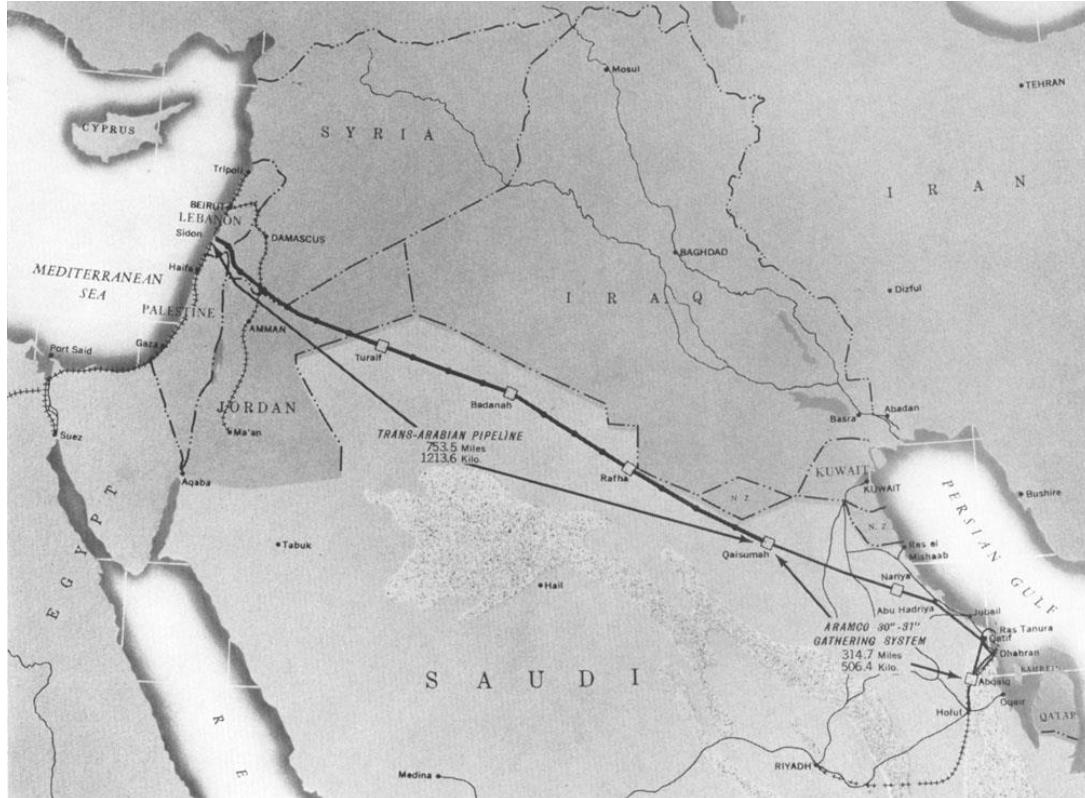 Mosul
TEHRAN
CYPRUS
SYRIA
Tripoli
IRAN
BEIRUT
LEBANON
Sidon
DAMASCUS
BAGHDAD
Haifa
MEDITERRANEAN
SEA
Dizful
IRAQ
PALESTINE
AMMAN
Port Said
Gaza
Turaif
Badanah
JORDAN
Basra
Abadan
Ma'an
TRANS-ARABIAN PIPELINE
753.5 Miles
1213.6 Kilo.
Suez
Aqaba
Rafha
KUWAIT
KUWAIT
N.Z.
Bushire
PERSIAN GULF
N.Z.
EGYPT
Tabuk
Qaisumah
Ras el
Mishaab
Hail
Nariya
Abu Hadriya
Jubail
ARAMCO 30"-31"
GATHERING SYSTEM
314.7 Miles
506.4 Kilo.
Ras Tanura
Qatif
Dhahran
SAUDI
Abqaiq
Hofuf
QATAR
RE
Medina
RIYADH